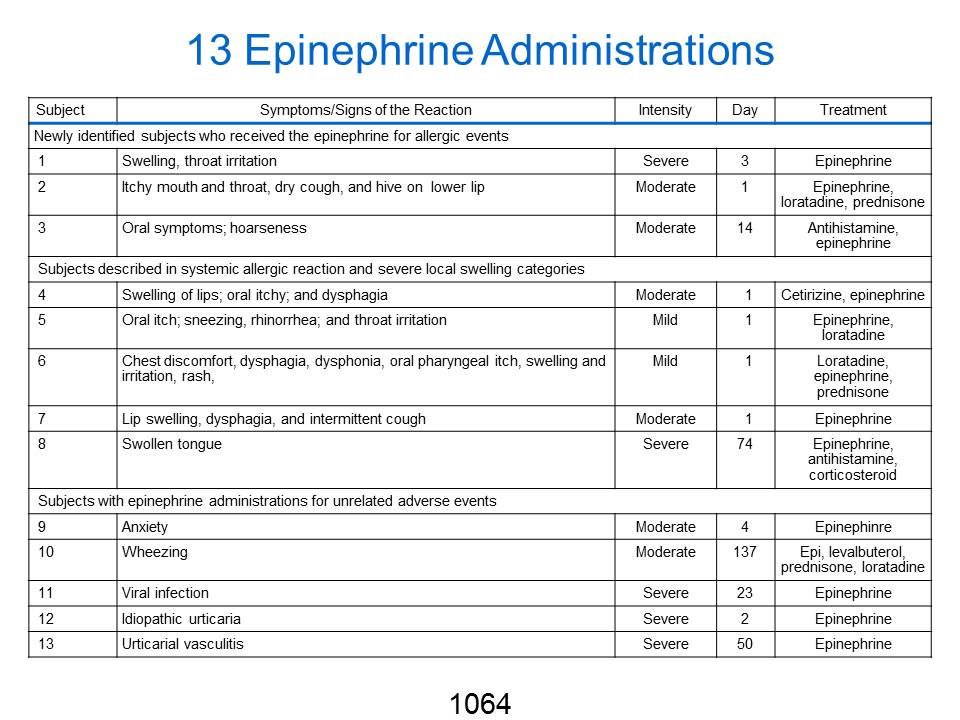 13 Epinephrine Administrations
Subject Symptoms/Signs of the Reaction Intensity Day Treatment
Newly identified subjects who received the epinephrine for allergic events
1 Swelling, throat irritation Severe 3 Epinephrine
2 Itchy mouth and throat, dry cough, and hive on lower lip Moderate 1 Epinephrine,
loratadine, prednisone
3 Oral symptoms; hoarseness Moderate 14 Antihistamine,
epinephrine
Subjects described in systemic allergic reaction and severe local swelling categories
4 Swelling of lips; oral itchy; and dysphagia Moderate 1 Cetirizine, epinephrine
5 Oral itch; sneezing, rhinorrhea; and throat irritation Mild 1 Epinephrine,
loratadine
6 Chest discomfort, dysphagia, dysphonia, oral pharyngeal itch, swelling and Mild 1 Loratadine,
irritation, rash, epinephrine,
prednisone
7 Lip swelling, dysphagia, and intermittent cough Moderate 1 Epinephrine
8 Swollen tongue Severe 74 Epinephrine,
antihistamine,
corticosteroid
Subjects with epinephrine administrations for unrelated adverse events
9 Anxiety Moderate 4 Epinephinre
10 Wheezing Moderate 137 Epi, levalbuterol,
prednisone, loratadine
11 Viral infection Severe 23 Epinephrine
12 Idiopathic urticaria Severe 2 Epinephrine
13 Urticarial vasculitis Severe 50 Epinephrine
1064